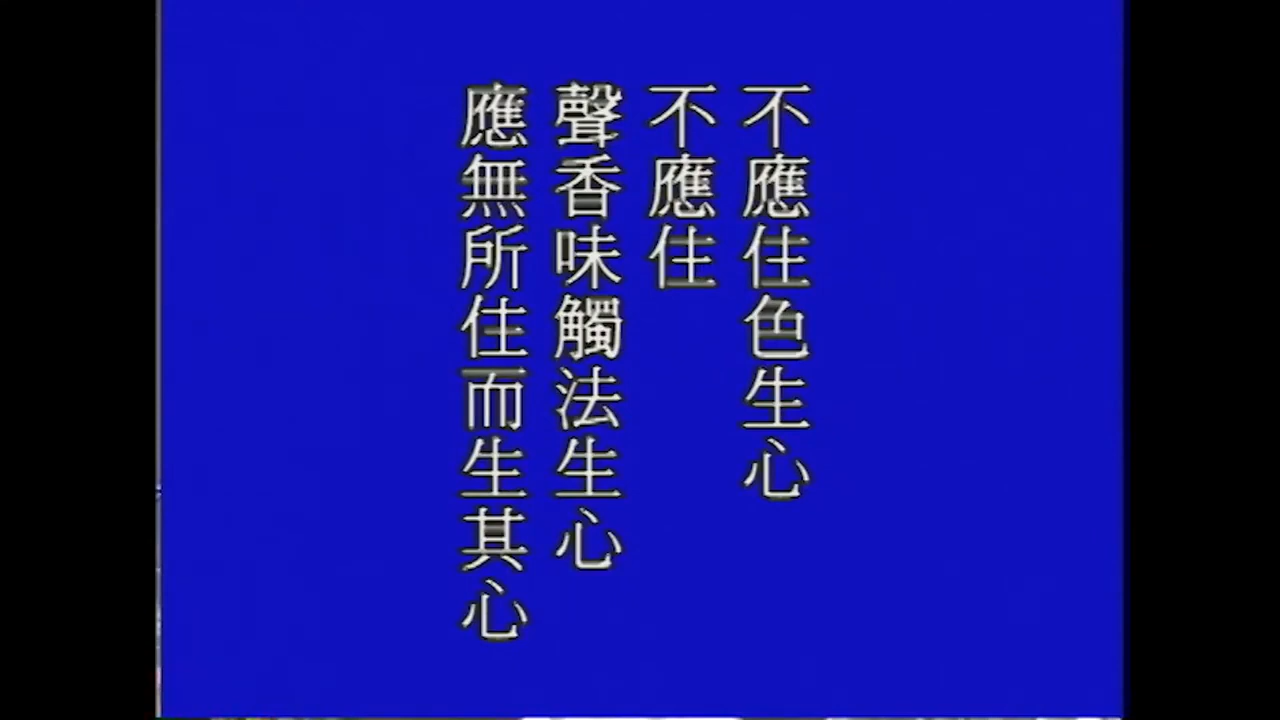 不應住色生心
不應住
聲香味觸法生心
應無所住而生其心